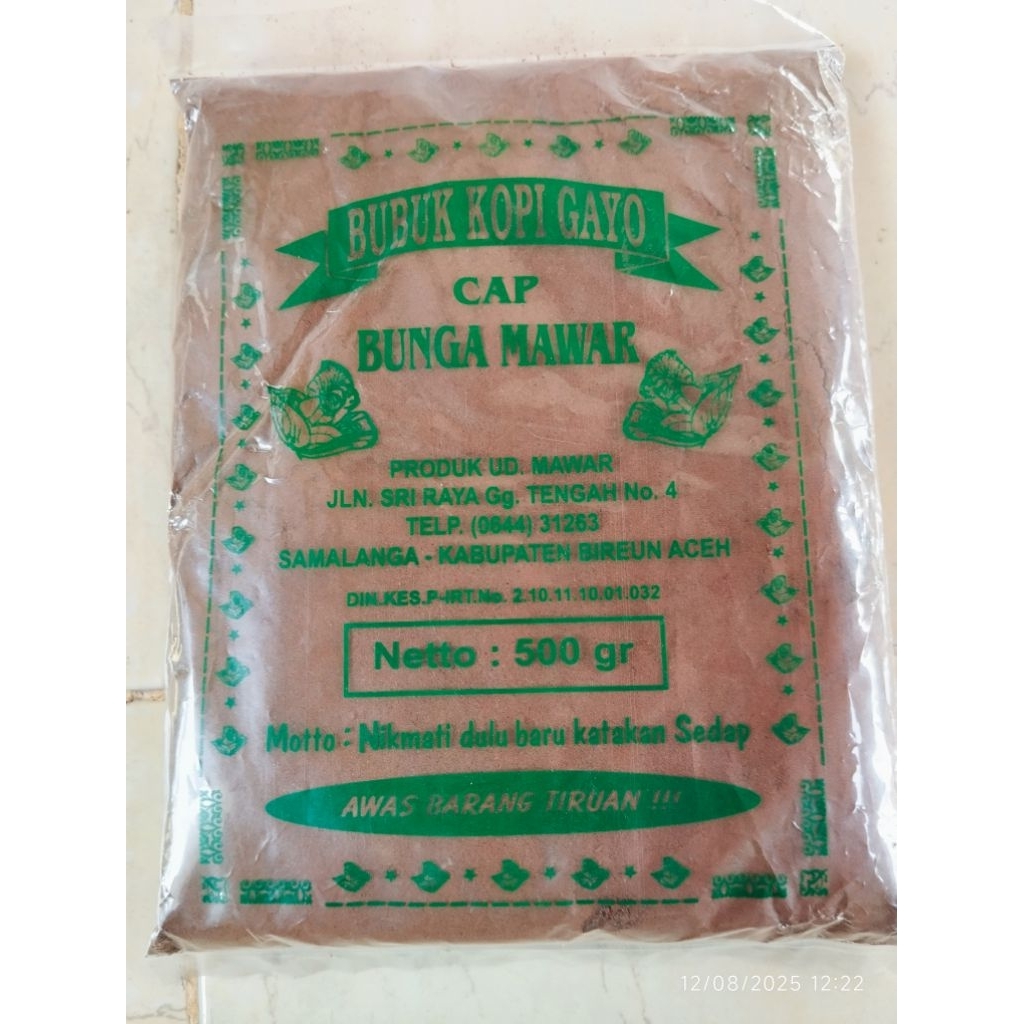 BUBUK KOPI GAYO
CAP
BUNGA MAWAR
PRODUK UD. MAWAR
JLN. SRI RAYA Gg. TENGAH No. 4
TELP. (0644) 31263
SAMALANGA - KABUPATEN BIREUN ACEH
DIN.KES.P-IRT.No. 2.10.11.10.01.032
Netto : 500 gr
Motto : Nikmati dulu baru katakan Sedap
AWAS BARANG TIRUAN !!!
12/08/2025 12:22